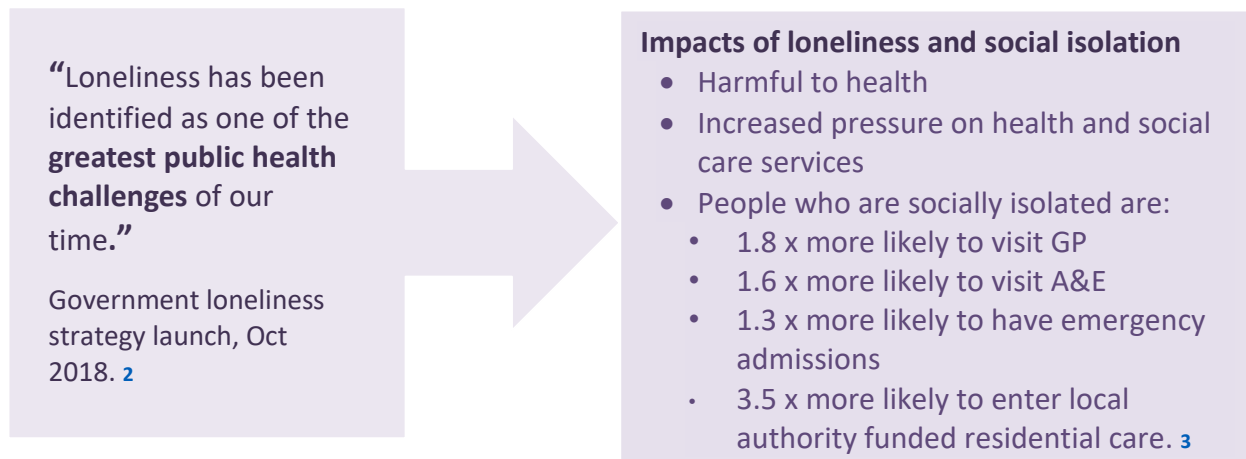 “Loneliness has been
identified as one of the
greatest public health
challenges of our
time.”
Government loneliness
strategy launch, Oct
2018. 2
Impacts of loneliness and social isolation
• Harmful to health
• Increased pressure on health and social
care services
• People who are socially isolated are:
• 1.8 x more likely to visit GP
• 1.6 x more likely to visit A&E
• 1.3 x more likely to have emergency
admissions
• 3.5 x more likely to enter local
authority funded residential care. 3